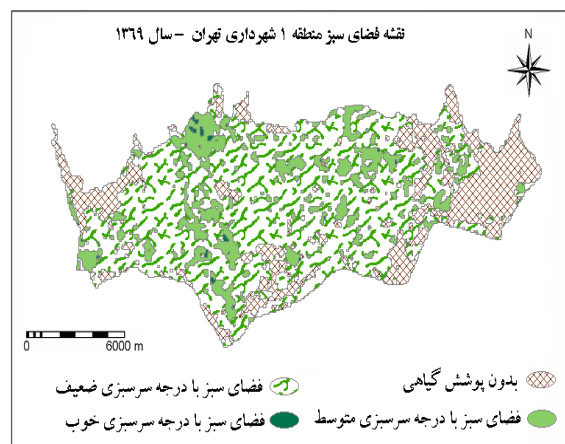 نقشه فضای سبز منطقه ۱ شهرداری تهران - سال ۱۳۶۹
N
0 6000 m
بدون پوشش گیاهی
فضای سبز با درجه سرسبزی ضعیف
فضای سبز با درجه سرسبزی متوسط
فضای سبز با درجه سرسبزی خوب